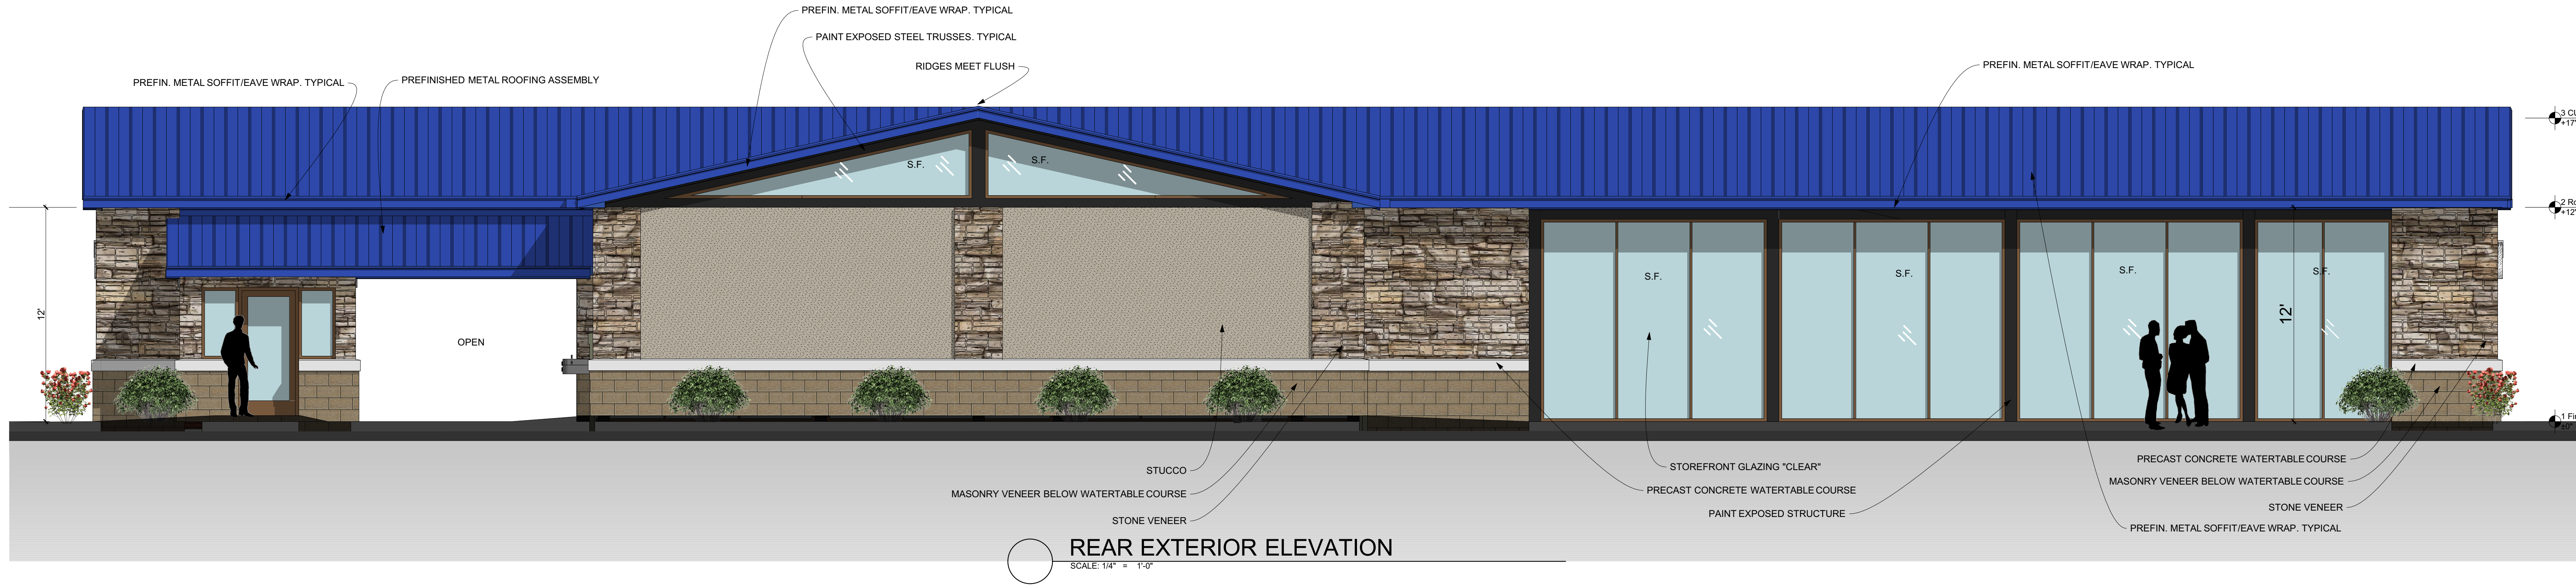 PREFIN. METAL SOFFIT/EAVE WRAP. TYPICAL
PAINT EXPOSED STEEL TRUSSES. TYPICAL
RIDGES MEET FLUSH
PREFIN. METAL SOFFIT/EAVE WRAP. TYPICAL
PREFIN. METAL SOFFIT/EAVE WRAP. TYPICAL
PREFINISHED METAL ROOFING ASSEMBLY
+17'
S.F.
S.F.
+12'
S.F.
S.F.
S.F.
S.F.
12'
12'
OPEN
±0"
STUCCO
MASONRY VENEER BELOW WATERTABLE COURSE
STONE VENEER
STOREFRONT GLAZING "CLEAR"
PRECAST CONCRETE WATERTABLE COURSE
PAINT EXPOSED STRUCTURE
PRECAST CONCRETE WATERTABLE COURSE
MASONRY VENEER BELOW WATERTABLE COURSE
STONE VENEER
PREFIN. METAL SOFFIT/EAVE WRAP. TYPICAL
REAR EXTERIOR ELEVATION
SCALE: 1/4" = 1'-0"